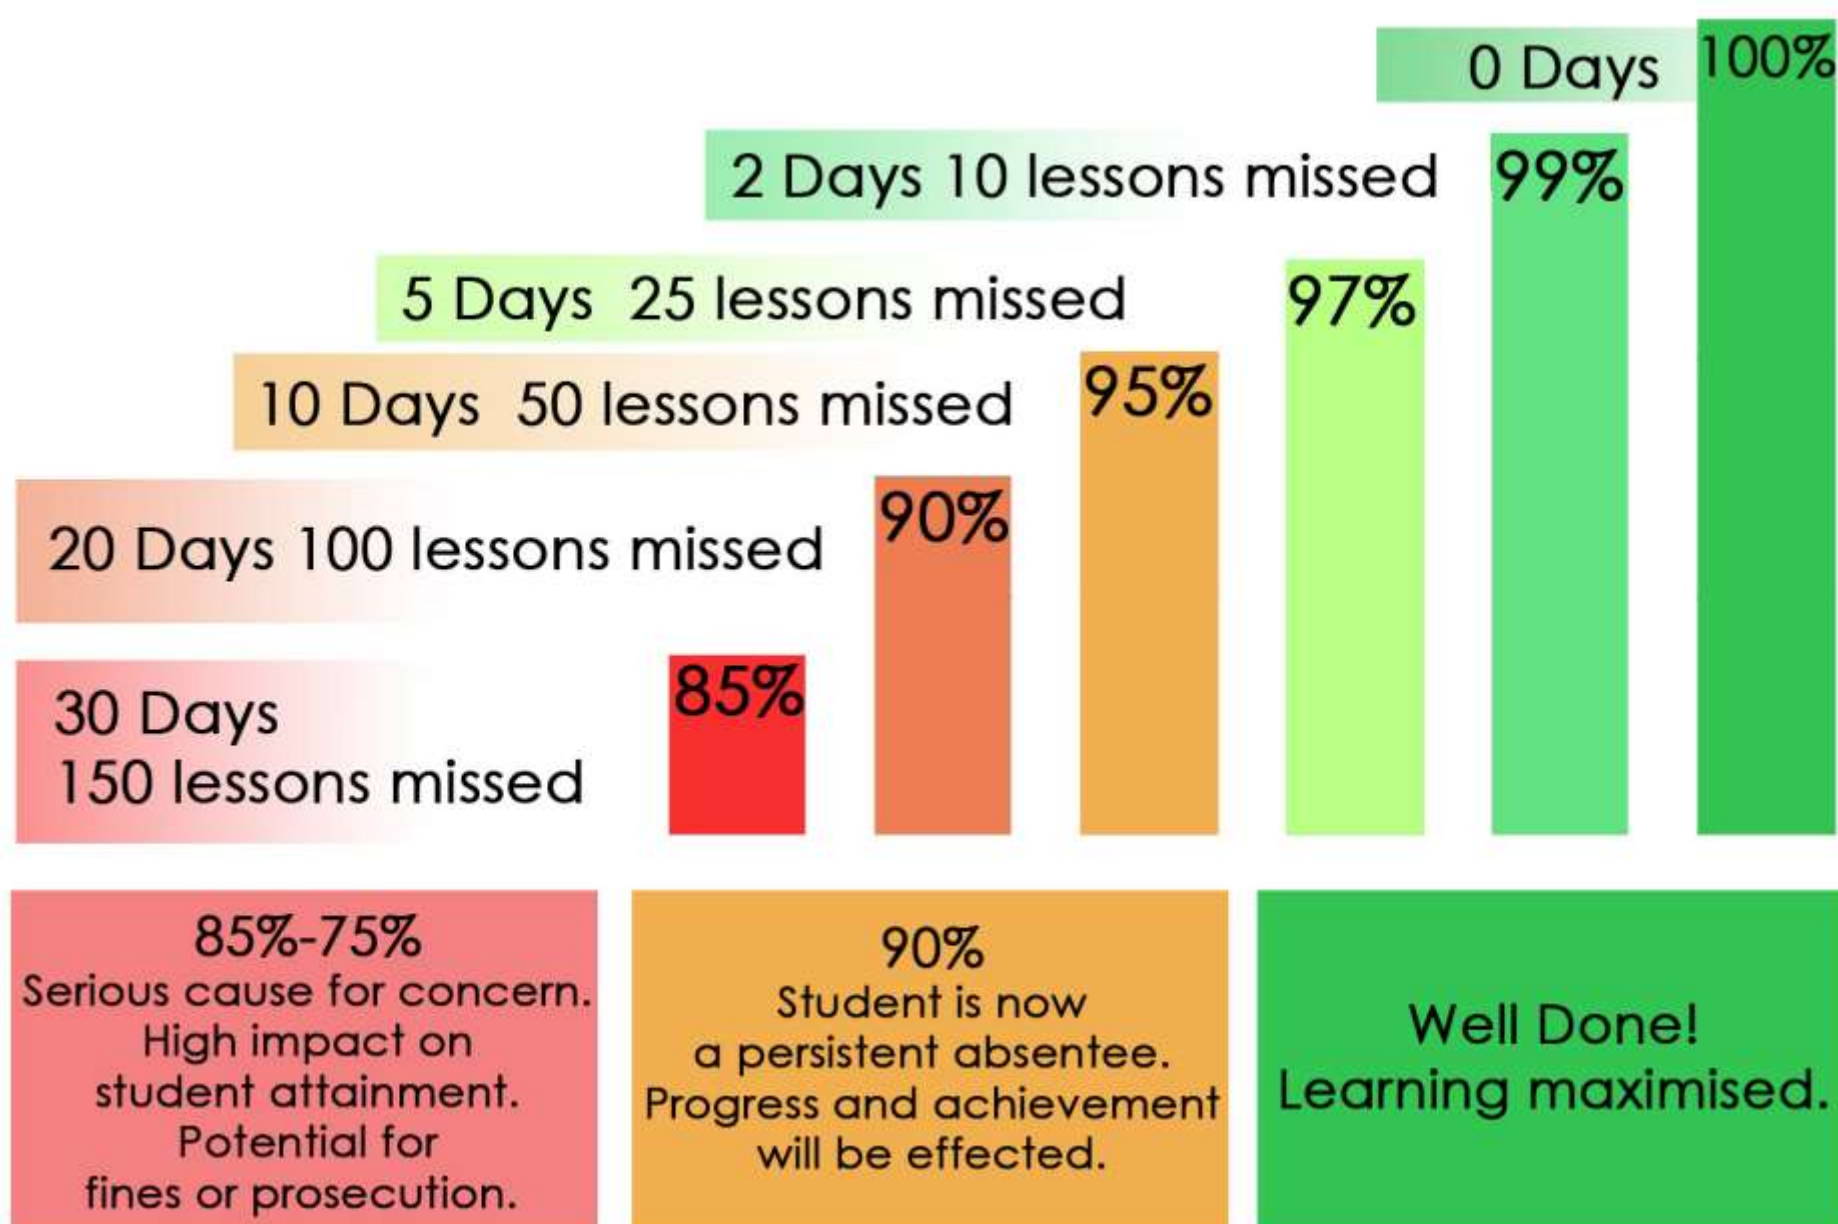 0 Days 100%
2 Days 10 lessons missed 99%
5 Days 25 lessons missed 97%
10 Days 50 lessons missed 95%
20 Days 100 lessons missed 90%
30 Days
150 lessons missed
85%
85%-75%
Serious cause for concern.
High impact on
student attainment.
Potential for
fines or prosecution.
90%
Student is now
a persistent absentee.
Progress and achievement
will be effected.
Well Done!
Learning maximised.